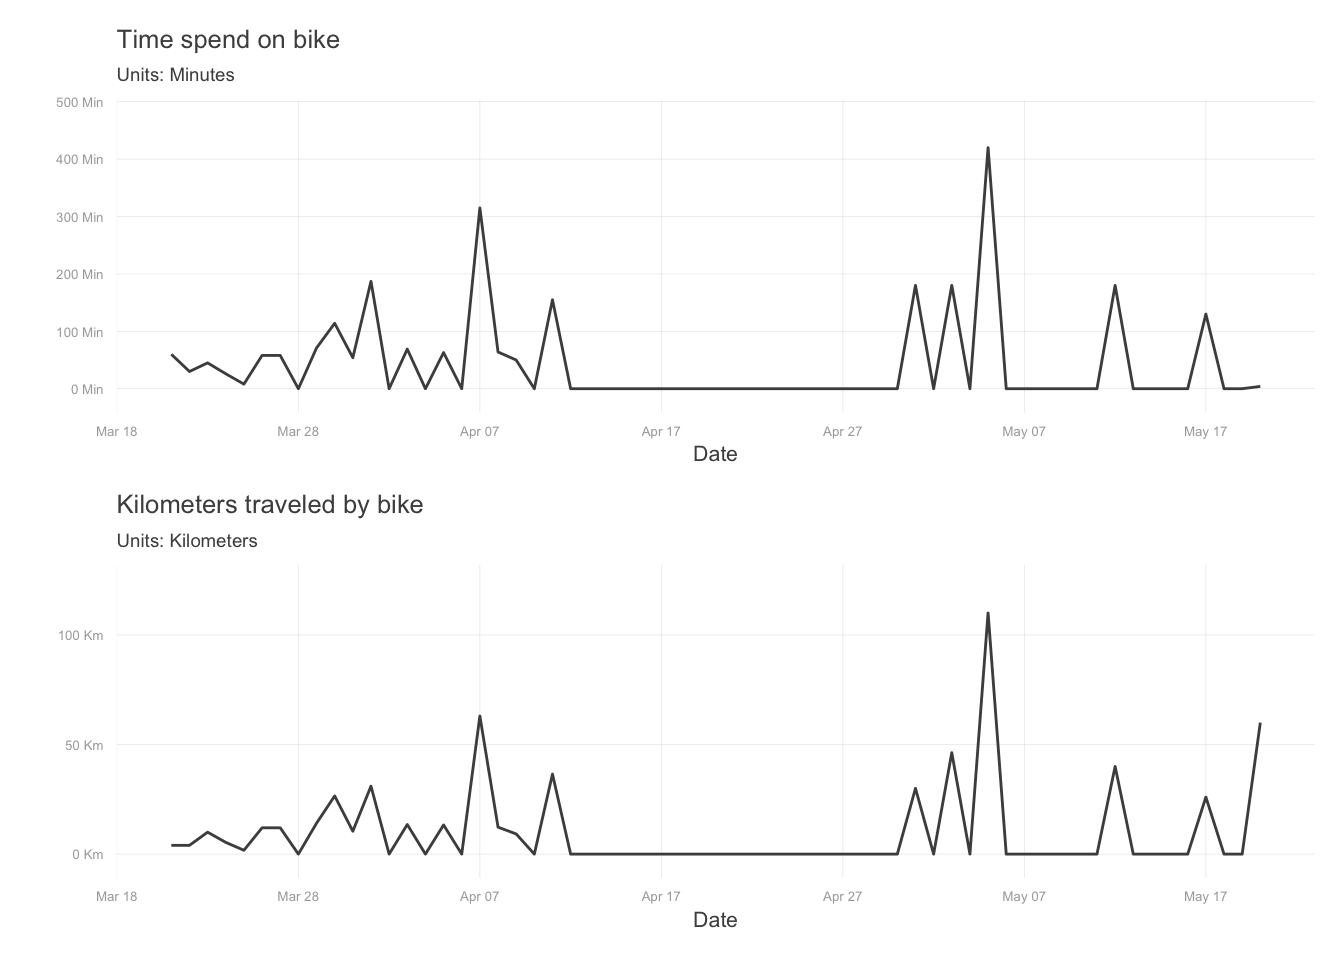 Time spend on bike
Units: Minutes
500 Min
400 Min
300 Min
200 Min
100 Min
0 Min
Mar 18 Mar 28 Apr 07 Apr 17 Apr 27 May 07 May 17
Date
Kilometers traveled by bike
Units: Kilometers
100 Km
50 Km
0 Km
Mar 18 Mar 28 Apr 07 Apr 17 Apr 27 May 07 May 17
Date